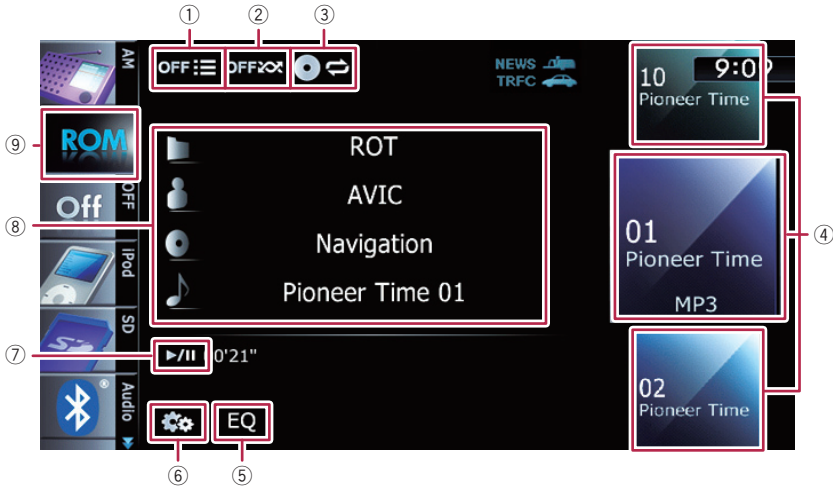 ① ② ③
AM
OFF
OFF
NEWS
TRFC
10
9:09
Pioneer Time
⑨
ROM
ROT
OFF
Off
AVIC
⑧
iPod
Navigation
01
Pioneer Time
④
Pioneer Time 01
MP3
SD
⑦
►/II
0'21"
02
Pioneer Time
®
Audio
EQ
⑥ ⑤